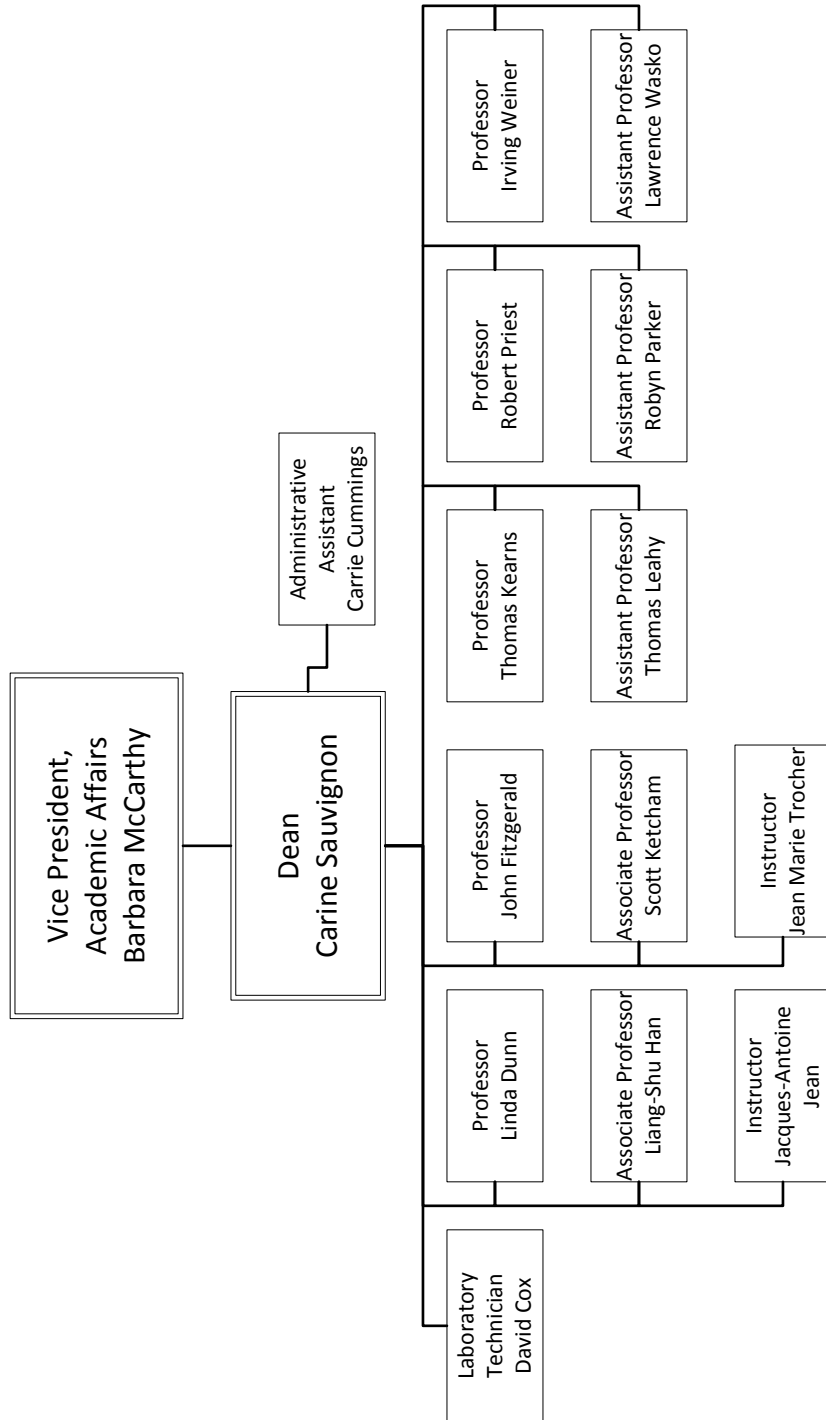 Vice President,
Academic Affairs
Barbara McCarthy
Dean
Carine Sauvignon
Administrative
Assistant
Carrie Cummings
Laboratory
Technician
David Cox
Professor
Linda Dunn
Professor
John Fitzgerald
Professor
Thomas Kearns
Professor
Robert Priest
Professor
Irving Weiner
Associate Professor
Liang-Shu Han
Associate Professor
Scott Ketcham
Assistant Professor
Thomas Leahy
Assistant Professor
Robyn Parker
Assistant Professor
Lawrence Wasko
Instructor
Jacques-Antoine
Jean
Instructor
Jean Marie Trocher